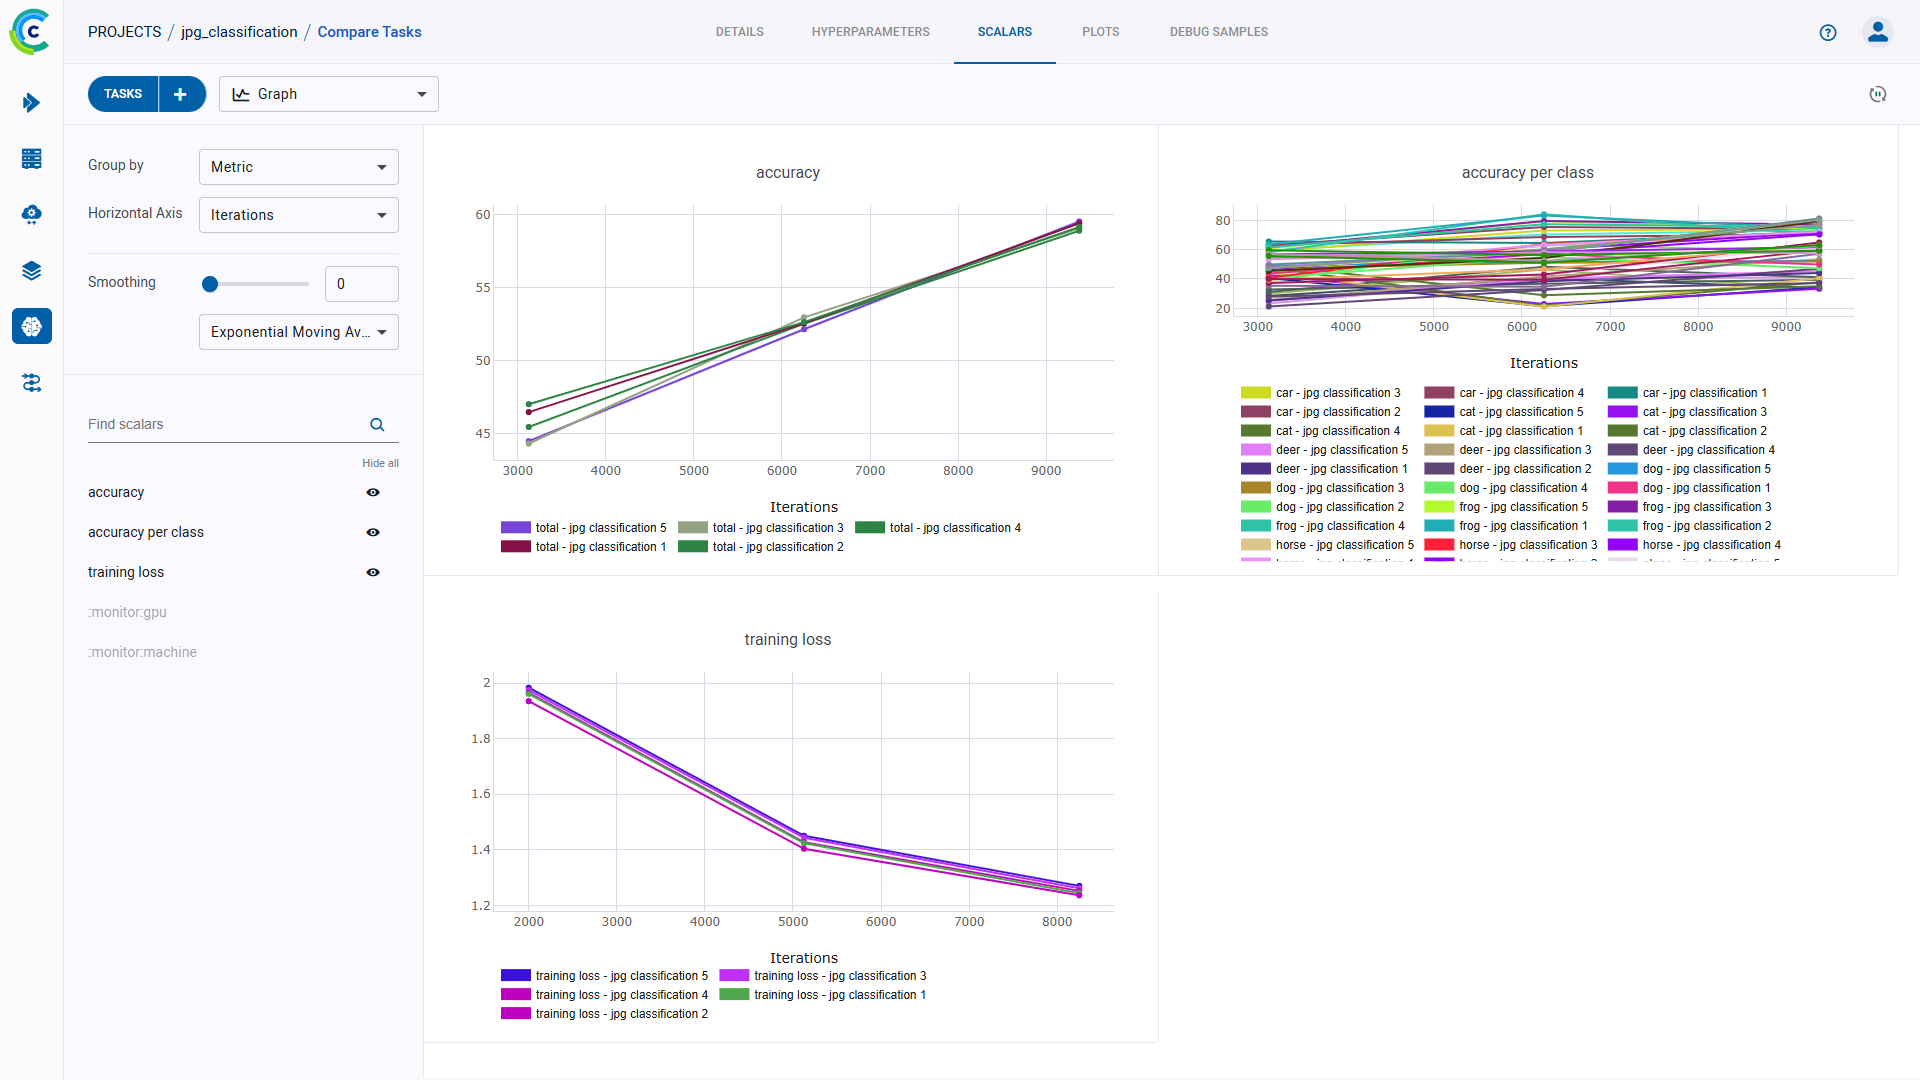 PROJECTS / jpg_classification / Compare Tasks
DETAILS HYPERPARAMETERS SCALARS PLOTS DEBUG SAMPLES
TASKS + Graph
Group by Metric
Horizontal Axis Iterations
Smoothing 0
Exponential Moving Av...
Find scalars
Hide all
accuracy
accuracy per class
training loss
:monitor:gpu
:monitor:machine
accuracy
60
55
50
45
3000 4000 5000 6000 7000 8000 9000
Iterations
total - jpg classification 5 total - jpg classification 3 total - jpg classification 4
total - jpg classification 1 total - jpg classification 2
accuracy per class
80
60
40
20
3000 4000 5000 6000 7000 8000 9000
Iterations
car - jpg classification 3 car - jpg classification 4 car - jpg classification 1
car - jpg classification 2 cat - jpg classification 5 cat - jpg classification 3
cat - jpg classification 4 cat - jpg classification 1 cat - jpg classification 2
deer - jpg classification 5 deer - jpg classification 3 deer - jpg classification 4
deer - jpg classification 1 deer - jpg classification 2 dog - jpg classification 5
dog - jpg classification 3 dog - jpg classification 4 dog - jpg classification 1
dog - jpg classification 2 frog - jpg classification 5 frog - jpg classification 3
frog - jpg classification 4 frog - jpg classification 1 frog - jpg classification 2
horse - jpg classification 5 horse - jpg classification 3 horse - jpg classification 4
training loss
2
1.8
1.6
1.4
1.2
2000 3000 4000 5000 6000 7000 8000
Iterations
training loss - jpg classification 5 training loss - jpg classification 3
training loss - jpg classification 4 training loss - jpg classification 1
training loss - jpg classification 2